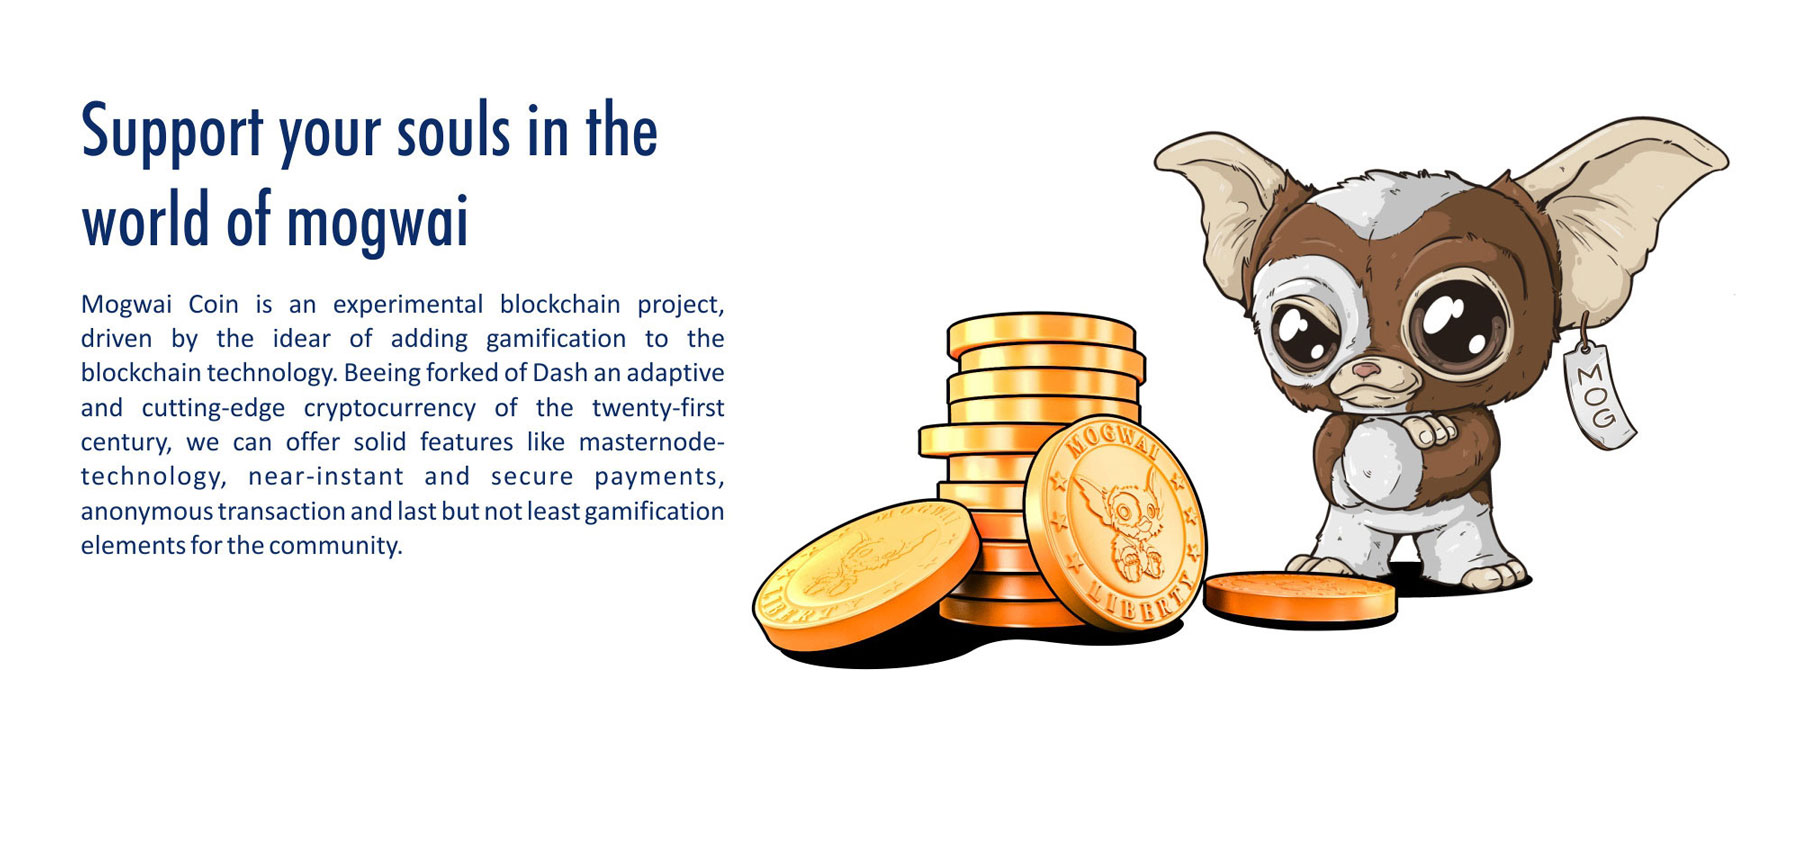 Support your souls in the
world of mogwai
Mogwai Coin is an experimental blockchain project,
driven by the idear of adding gamification to the
blockchain technology. Beeing forked of Dash an adaptive
and cutting-edge cryptocurrency of the twenty-first
century, we can offer solid features like masternode-
technology, near-instant and secure payments,
anonymous transaction and last but not least gamification
elements for the community.
MOG
MOGWAI
LIBERTY
MOGWAI
LIBERTY